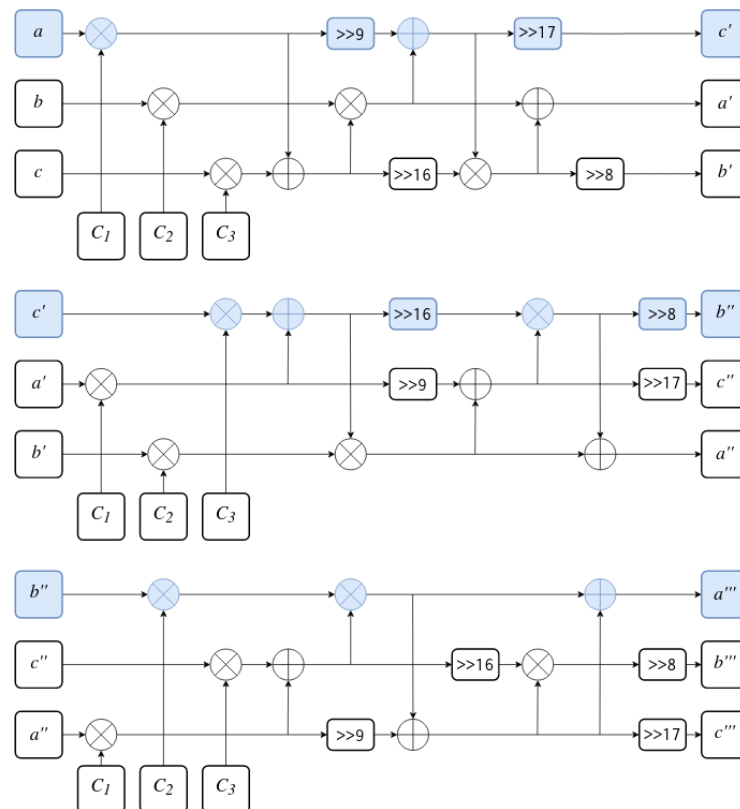 a >>9 >>17 c'
b a'
c >>16 >>8 b'
C1 C2 C3
c' >>16 >>8 b''
a' >>9 >>17 c''
b' a''
C1 C2 C3
b'' a'''
c'' >>16 >>8 b'''
a'' >>9 >>17 c'''
C1 C2 C3